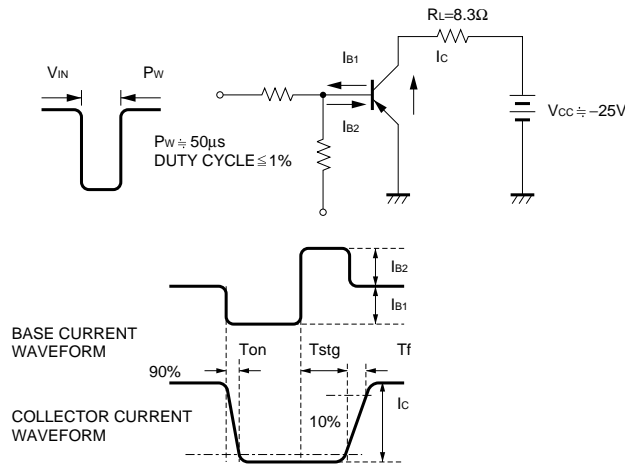 RL=8.3Ω
IB1
IC
VIN
PW
IB2
VCC≒−25V
PW≒50μs
DUTY CYCLE≦1%
IB2
IB1
BASE CURRENT
WAVEFORM
Ton
Tstg
Tf
90%
COLLECTOR CURRENT
WAVEFORM
10%
IC